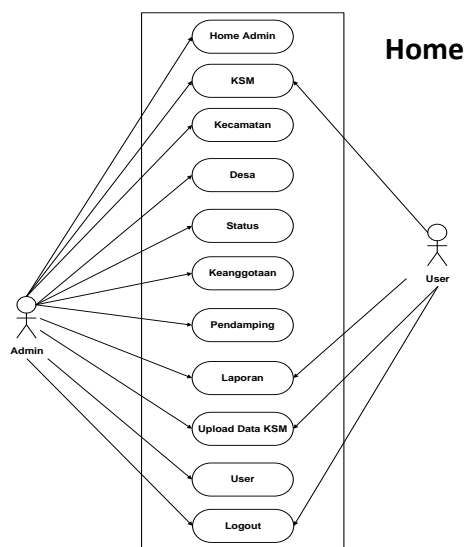 Home Admin
Home
KSM
Kecamatan
Desa
Status
Keanggotaan
User
Pendamping
Admin
Laporan
Upload Data KSM
User
Logout